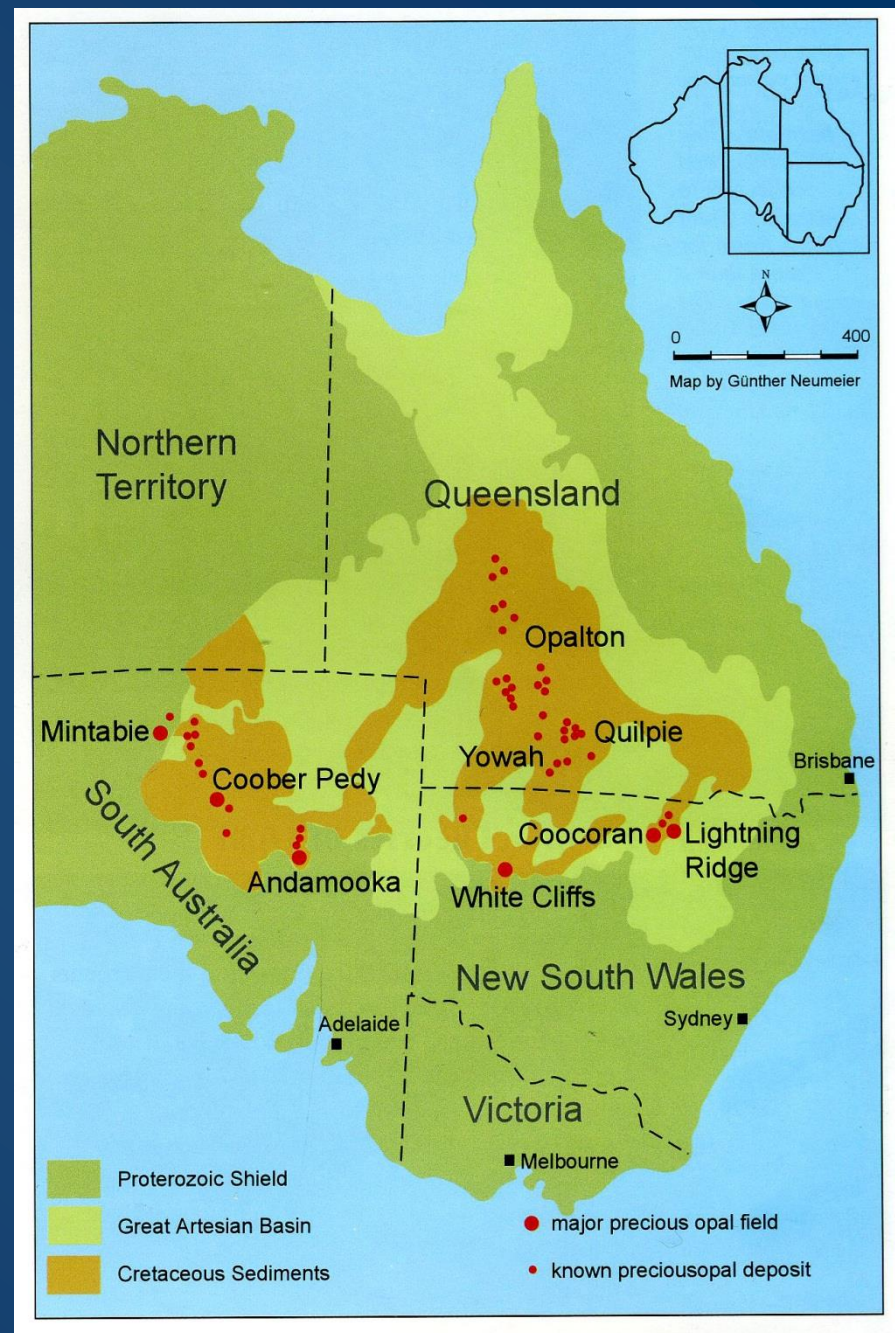 N
0 400
Map by Günther Neumeier
Northern
Territory
Queensland
Opalton
Mintabie
Quilpie
Yowah
Brisbane
Coober Pedy
South Australia
Coocoran
Lightning
Ridge
Andamooka
White Cliffs
New South Wales
Adelaide
Sydney
Victoria
Melbourne
Proterozoic Shield
Great Artesian Basin
Cretaceous Sediments
major precious opal field
known preciousopal deposit